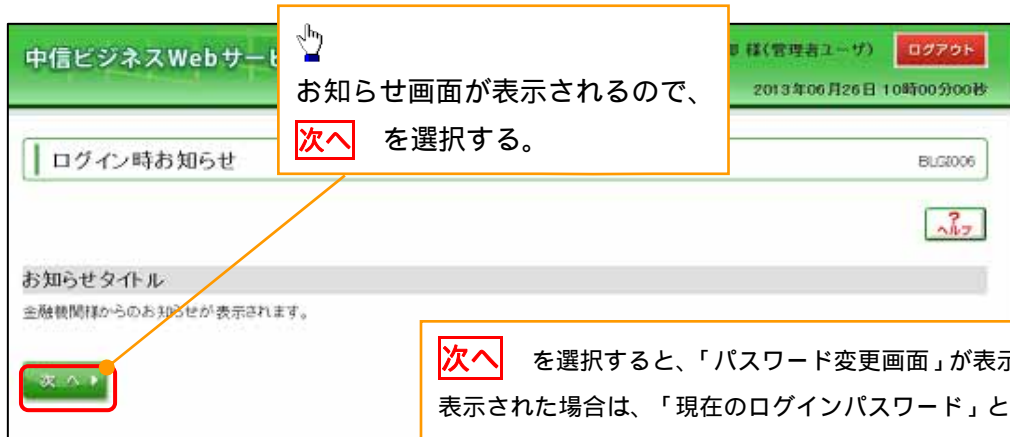 中信ビジネスWebサー
様(管理者ユーザ)
ログアウト
2013年06月26日 10時00分00秒
お知らせ画面が表示されるので、
次へ を選択する。
ログイン時お知らせ
BLGI006
?
ヘルプ
お知らせタイトル
金融機関様からのお知らせが表示されます。
次へ
次へ を選択すると、「パスワード変更画面」が表示
表示された場合は、「現在のログインパスワード」と